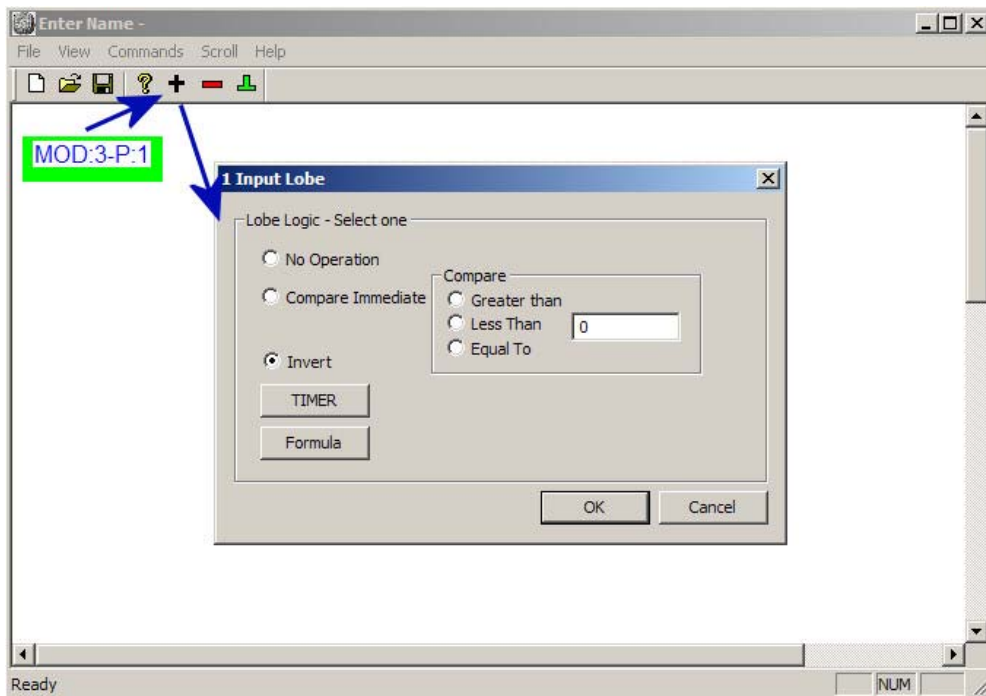 Enter Name -
File View Commands Scroll Help
MOD:3-P:1
1 Input Lobe
Lobe Logic - Select one
No Operation
Compare Immediate
Compare
Greater than
Less Than 0
Equal To
Invert
TIMER
Formula
OK Cancel
Ready NUM